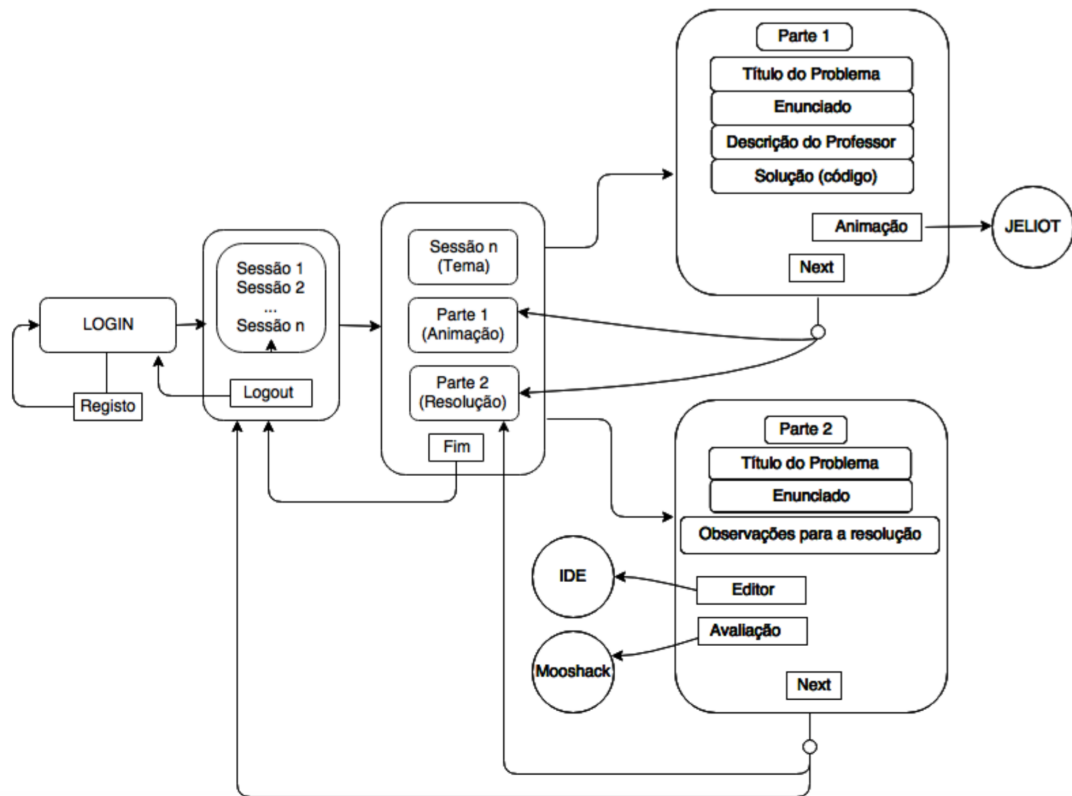 LOGIN
Registo
Sessão 1
Sessão 2
...
Sessão n
Logout
Sessão n
(Tema)
Parte 1
(Animação)
Parte 2
(Resolução)
Fim
Parte 1
Título do Problema
Enunciado
Descrição do Professor
Solução (código)
Animação
Next
JELIOT
Parte 2
Título do Problema
Enunciado
Observações para a resolução
Editor
Avaliação
Next
IDE
Mooshack